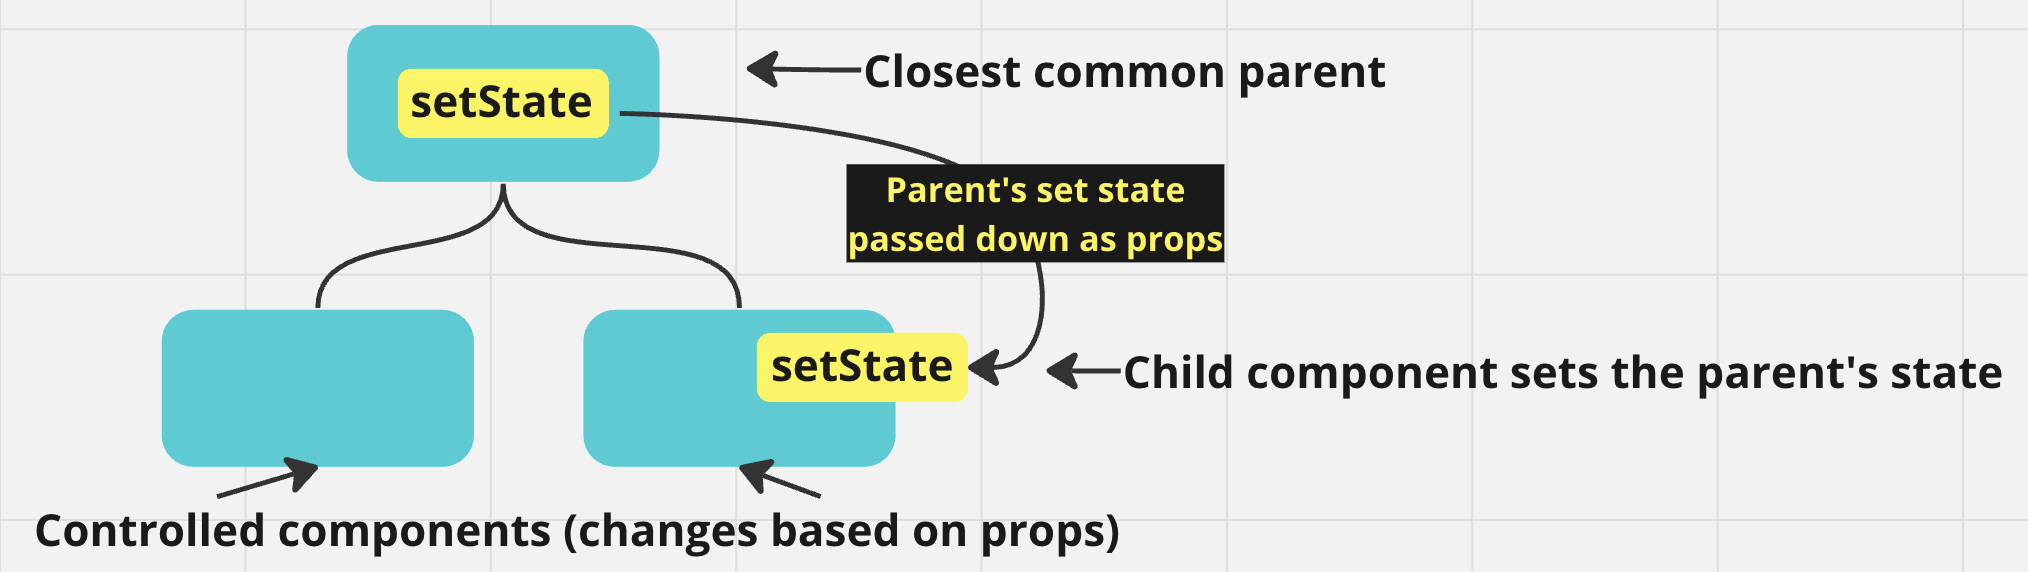 Closest common parent
setState
Parent's set state
passed down as props
setState
Child component sets the parent's state
Controlled components (changes based on props)